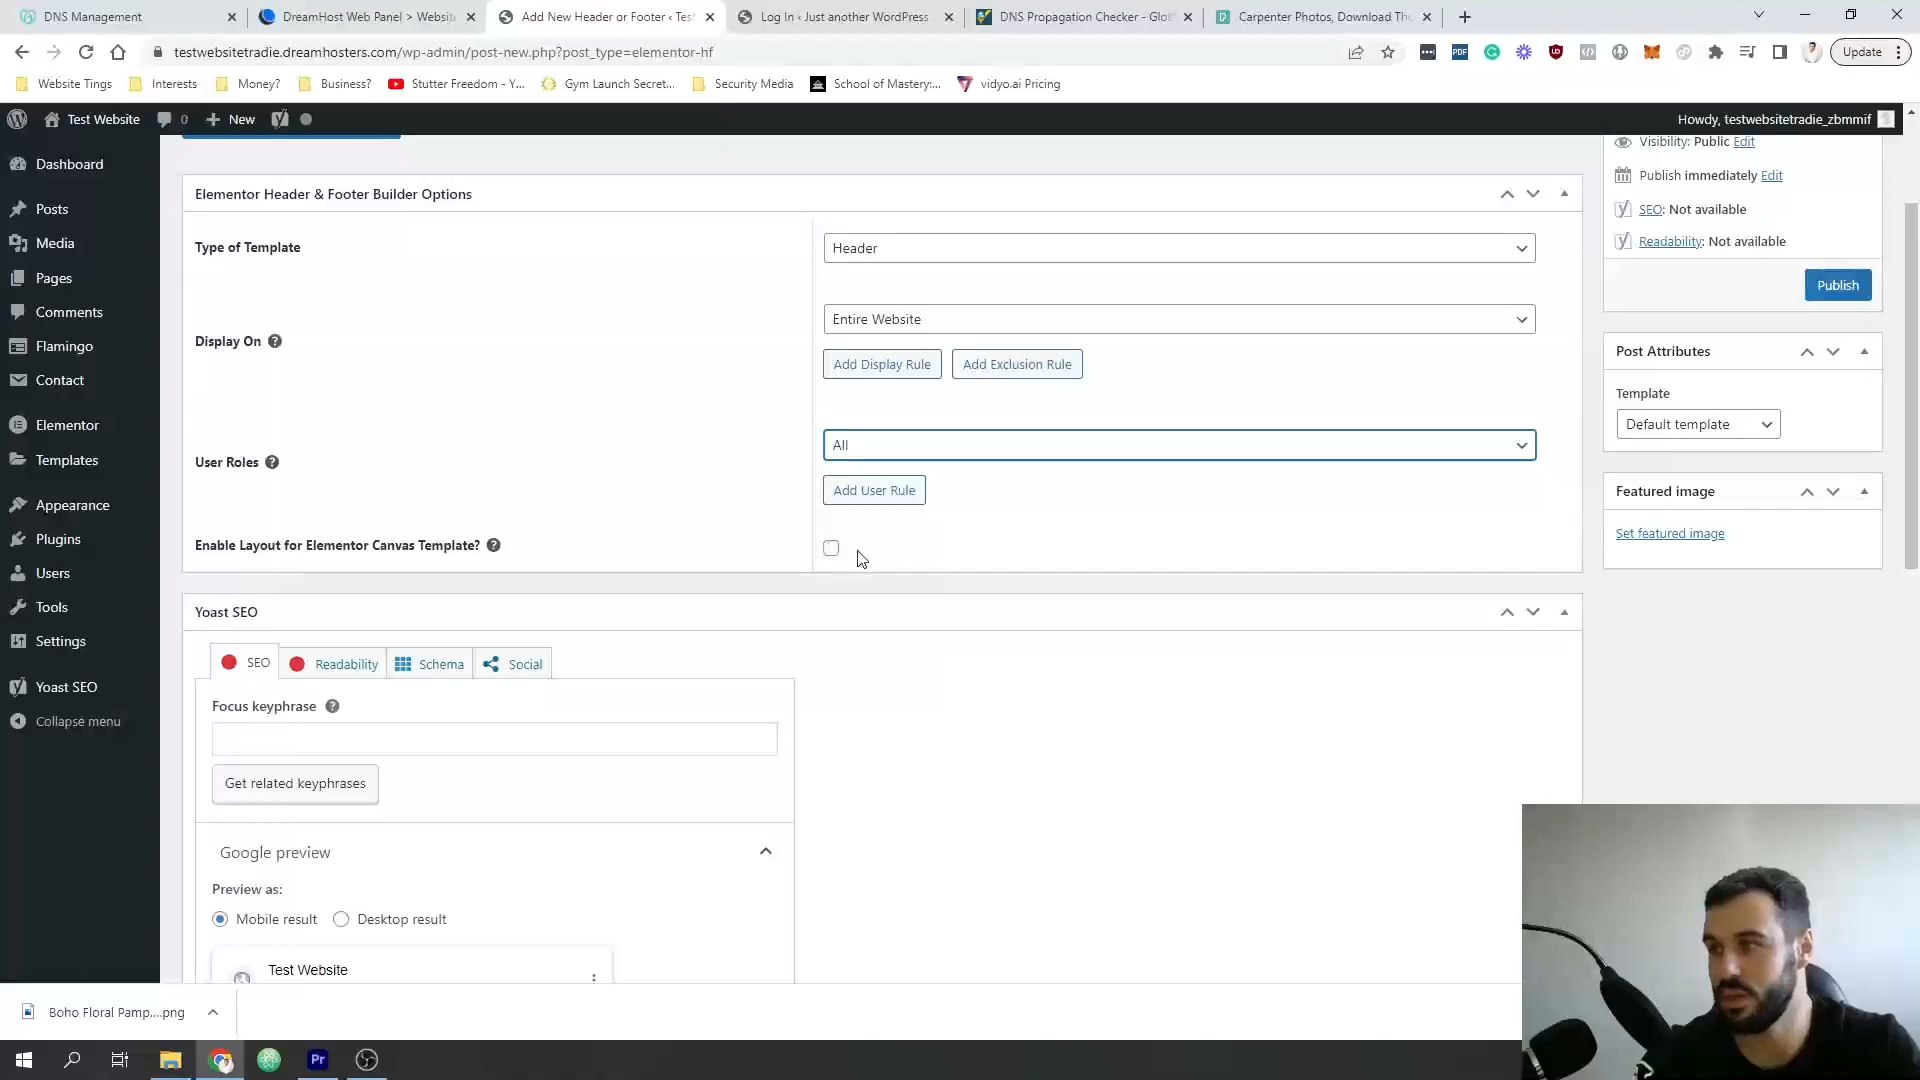 DNS Management
DreamHost Web Panel > Website
Add New Header or Footer ‹ Test
Log In ‹ Just another WordPress
DNS Propagation Checker - Glo
Carpenter Photos, Download The
testwebsitetradie.dreamhosters.com/wp-admin/post-new.php?post_type=elementor-hf
Update
Website Tings
Interests
Money?
Business?
Stutter Freedom - Y...
Gym Launch Secret...
Security Media
School of Mastery:...
vidyo.ai Pricing
Test Website
0
New
Howdy, testwebsitetradie_zbmmif
Dashboard
Posts
Media
Pages
Comments
Flamingo
Contact
Elementor
Templates
Appearance
Plugins
Users
Tools
Settings
Yoast SEO
Collapse menu
Elementor Header & Footer Builder Options
Type of Template
Header
Display On
Entire Website
Add Display Rule
Add Exclusion Rule
User Roles
All
Add User Rule
Enable Layout for Elementor Canvas Template?
Yoast SEO
SEO
Readability
Schema
Social
Focus keyphrase
Get related keyphrases
Google preview
Preview as:
Mobile result
Desktop result
Test Website
Visibility: Public Edit
Publish immediately Edit
SEO: Not available
Readability: Not available
Publish
Post Attributes
Template
Default template
Featured image
Set featured image
Boho Floral Pamp....png
PDF
Pr